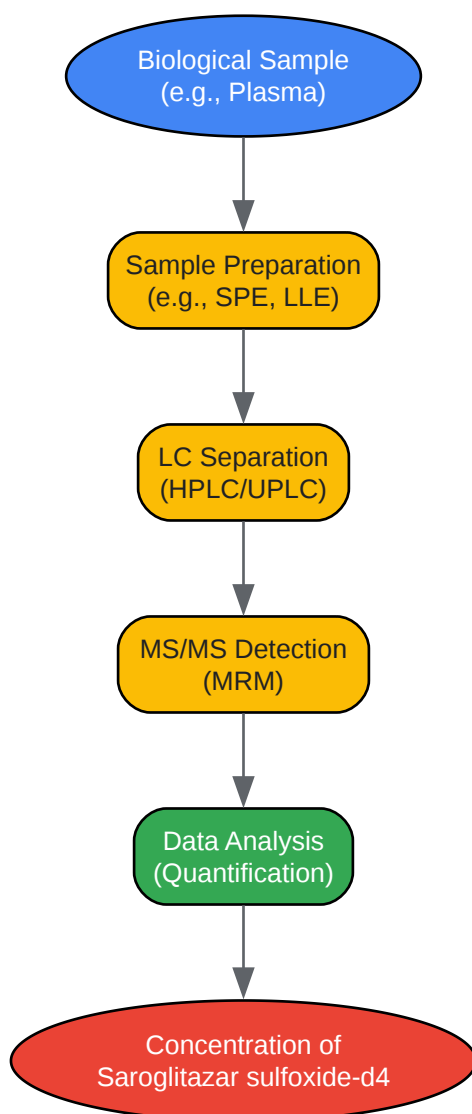 Biological Sample
(e.g., Plasma)
Sample Preparation
(e.g., SPE, LLE)
LC Separation
(HPLC/UPLC)
MS/MS Detection
(MRM)
Data Analysis
(Quantification)
Concentration of
Saroglitazar sulfoxide-d4